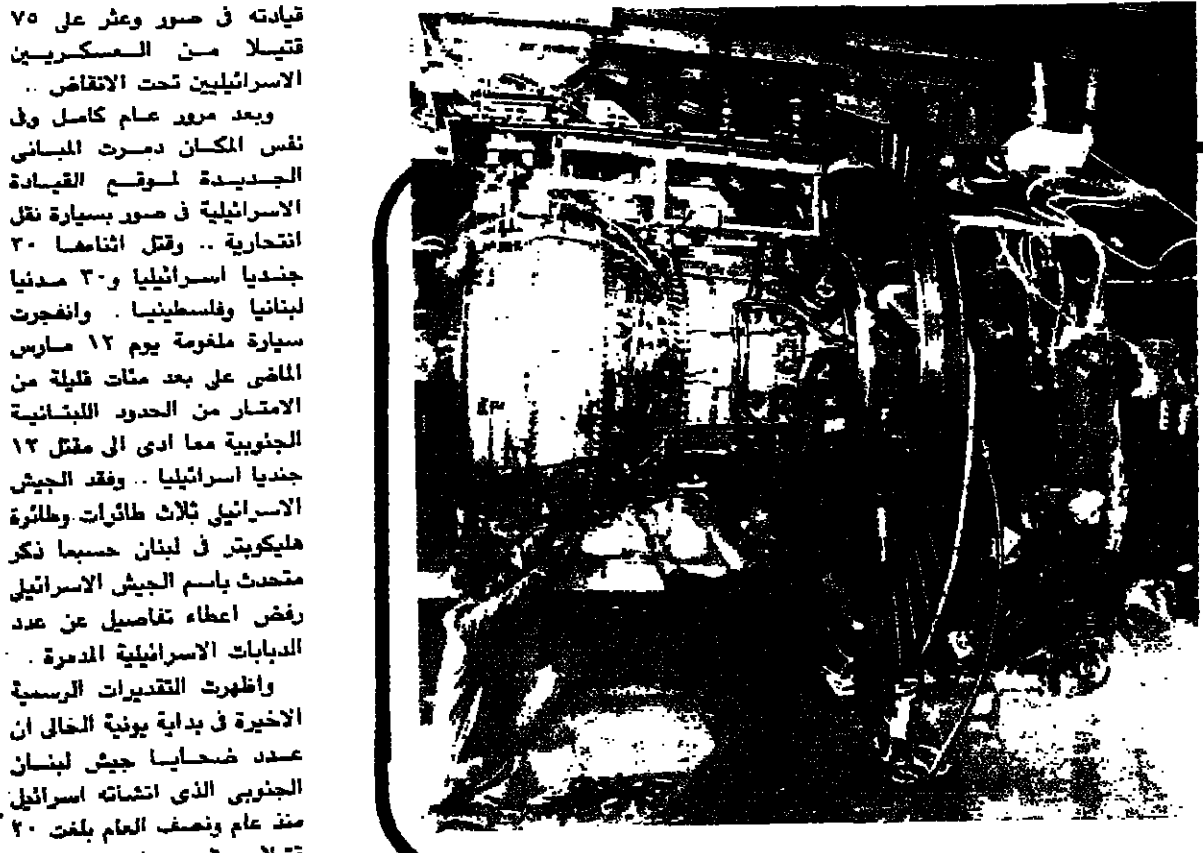 قيادته فى صور وعثر على ٧٥
قتيلا من العسكريين
الاسرائيليين تحت الانقاض ..
وبعد مرور عام كامل وفى
نفس المكان دمرت المبانى
الجديدة لموقع القيادة
الاسرائيلية فى صور بسيارة نقل
انتحارية .. وقتل اثناءها ٣٠
جنديا اسرائيليا و٣٠ مدنيا
لبنانيا وفلسطينيا . وانفجرت
سيارة ملغومة يوم ١٢ مارس
الماضى على بعد مئات قليلة من
الامتار من الحدود اللبنانية
الجنوبية مما ادى الى مقتل ١٢
جنديا اسرائيليا .. وفقد الجيش
الاسرائيلى ثلاث طائرات وطائرة
هليكوبتر فى لبنان حسبما ذكر
متحدث باسم الجيش الاسرائيلى
رفض اعطاء تفاصيل عن عدد
الدبابات الاسرائيلية المدمرة .
واظهرت التقديرات الرسمية
الاخيرة فى بداية يونية الحالى ان
عدد ضحايا جيش لبنان
الجنوبى الذى انشاته اسرائيل
منذ عام ونصف العام بلغت ٢٠